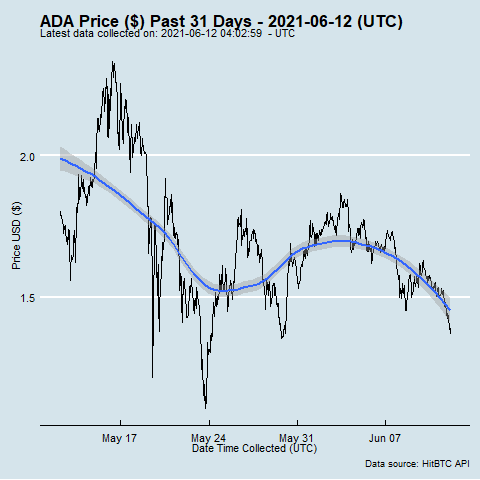 ADA Price ($) Past 31 Days - 2021-06-12 (UTC)
Latest data collected on: 2021-06-12 04:02:59 - UTC
2.0
Price USD ($)
1.5
May 17 May 24 May 31 Jun 07
Date Time Collected (UTC)
Data source: HitBTC API